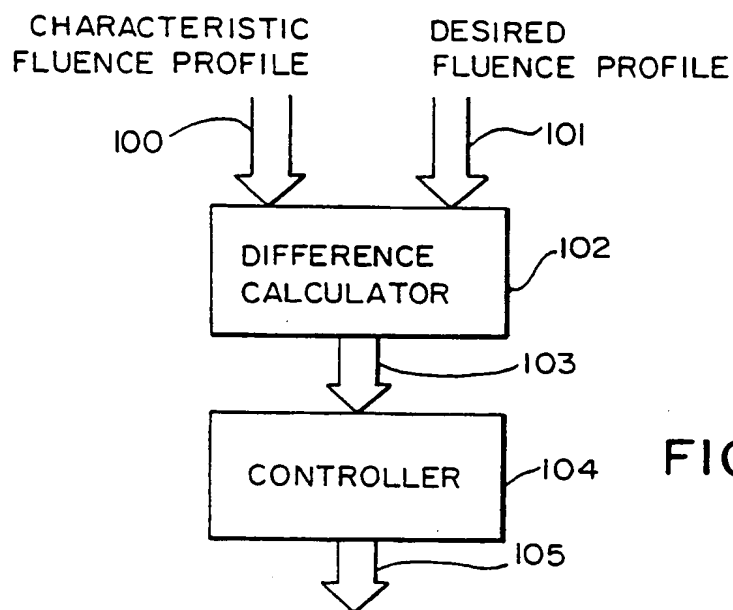 CHARACTERISTIC
FLUENCE PROFILE
DESIRED
FLUENCE PROFILE
100
101
DIFFERENCE
CALCULATOR
102
103
CONTROLLER
104
105